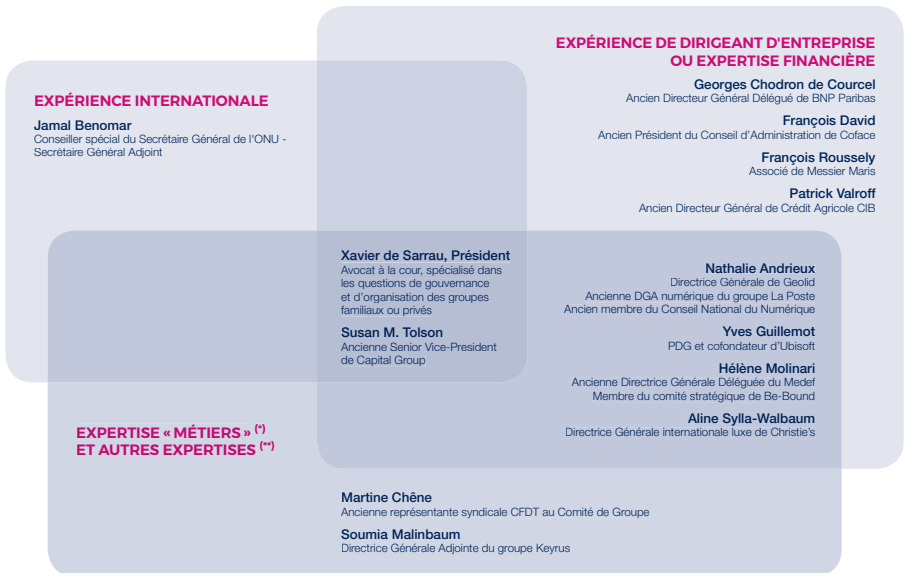 EXPÉRIENCE DE DIRIGEANT D'ENTREPRISE
OU EXPERTISE FINANCIÈRE
Georges Chodron de Courcel
Ancien Directeur Général Délégué de BNP Paribas
François David
Ancien Président du Conseil d'Administration de Coface
François Roussely
Associé de Messier Maris
Patrick Valroff
Ancien Directeur Général de Crédit Agricole CIB
EXPÉRIENCE INTERNATIONALE
Jamal Benomar
Conseiller spécial du Secrétaire Général de l'ONU -
Secrétaire Général Adjoint
Xavier de Sarrau, Président
Avocat à la cour, spécialisé dans
les questions de gouvernance
et d'organisation des groupes
familiaux ou privés
Susan M. Tolson
Ancienne Senior Vice-President
de Capital Group
Nathalie Andrieux
Directrice Générale de Geolid
Ancienne DGA numérique du groupe La Poste
Ancien membre du Conseil National du Numérique
Yves Guillemot
PDG et cofondateur d'Ubisoft
Hélène Molinari
Ancienne Directrice Générale Déléguée du Medef
Membre du comité stratégique de Be-Bound
Aline Sylla-Walbaum
Directrice Générale internationale luxe de Christie's
EXPERTISE « MÉTIERS » (*)
ET AUTRES EXPERTISES (**)
Martine Chêne
Ancienne représentante syndicale CFDT au Comité de Groupe
Soumia Malinbaum
Directrice Générale Adjointe du groupe Keyrus